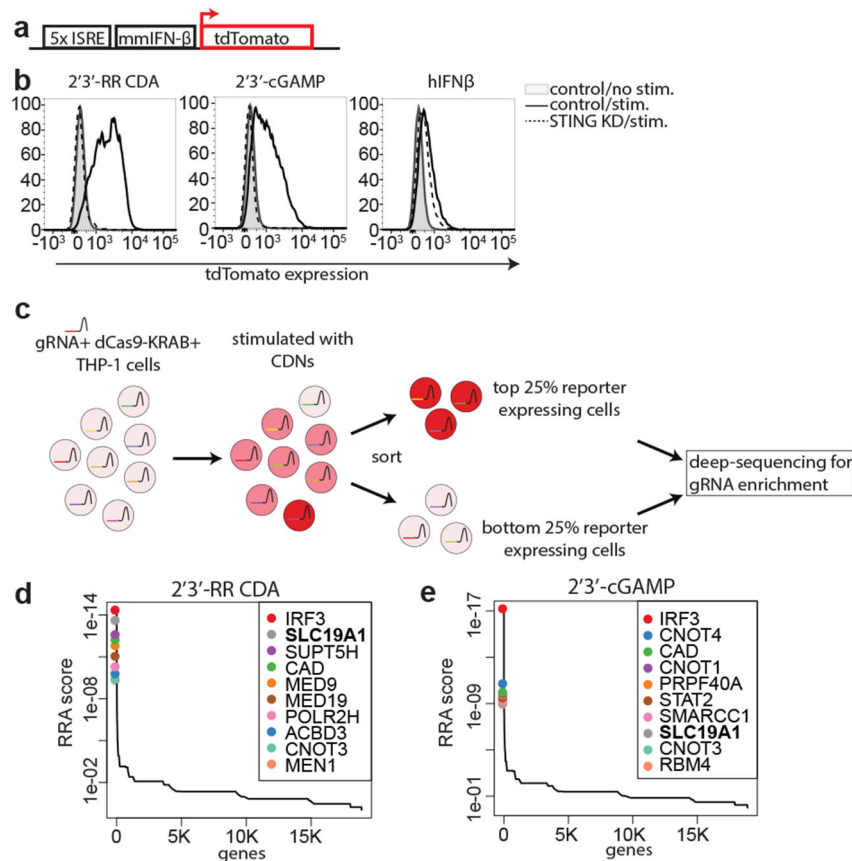 a
5x ISRE mmIFN-β tdTomato
b
2'3'-RR CDA 2'3'-cGAMP hIFNβ
control/no stim.
control/stim.
STING KD/stim.
100 100 100
80 80 80
60 60 60
40 40 40
20 20 20
0 0 0
-10³ 0 10³ 10⁴ 10⁵ -10³ 0 10³ 10⁴ 10⁵ -10³ 0 10³ 10⁴ 10⁵
tdTomato expression
c
gRNA+ dCas9-KRAB+
THP-1 cells
stimulated with
CDNs
sort
top 25% reporter
expressing cells
bottom 25% reporter
expressing cells
deep-sequencing for
gRNA enrichment
d
2'3'-RR CDA
RRA score
1e-14
1e-08
1e-02
IRF3
SLC19A1
SUPT5H
CAD
MED9
MED19
POLR2H
ACBD3
CNOT3
MEN1
0 5K 10K 15K
genes
e
2'3'-cGAMP
RRA score
1e-17
1e-09
1e-01
IRF3
CNOT4
CAD
CNOT1
PRPF40A
STAT2
SMARCC1
SLC19A1
CNOT3
RBM4
0 5K 10K 15K
genes